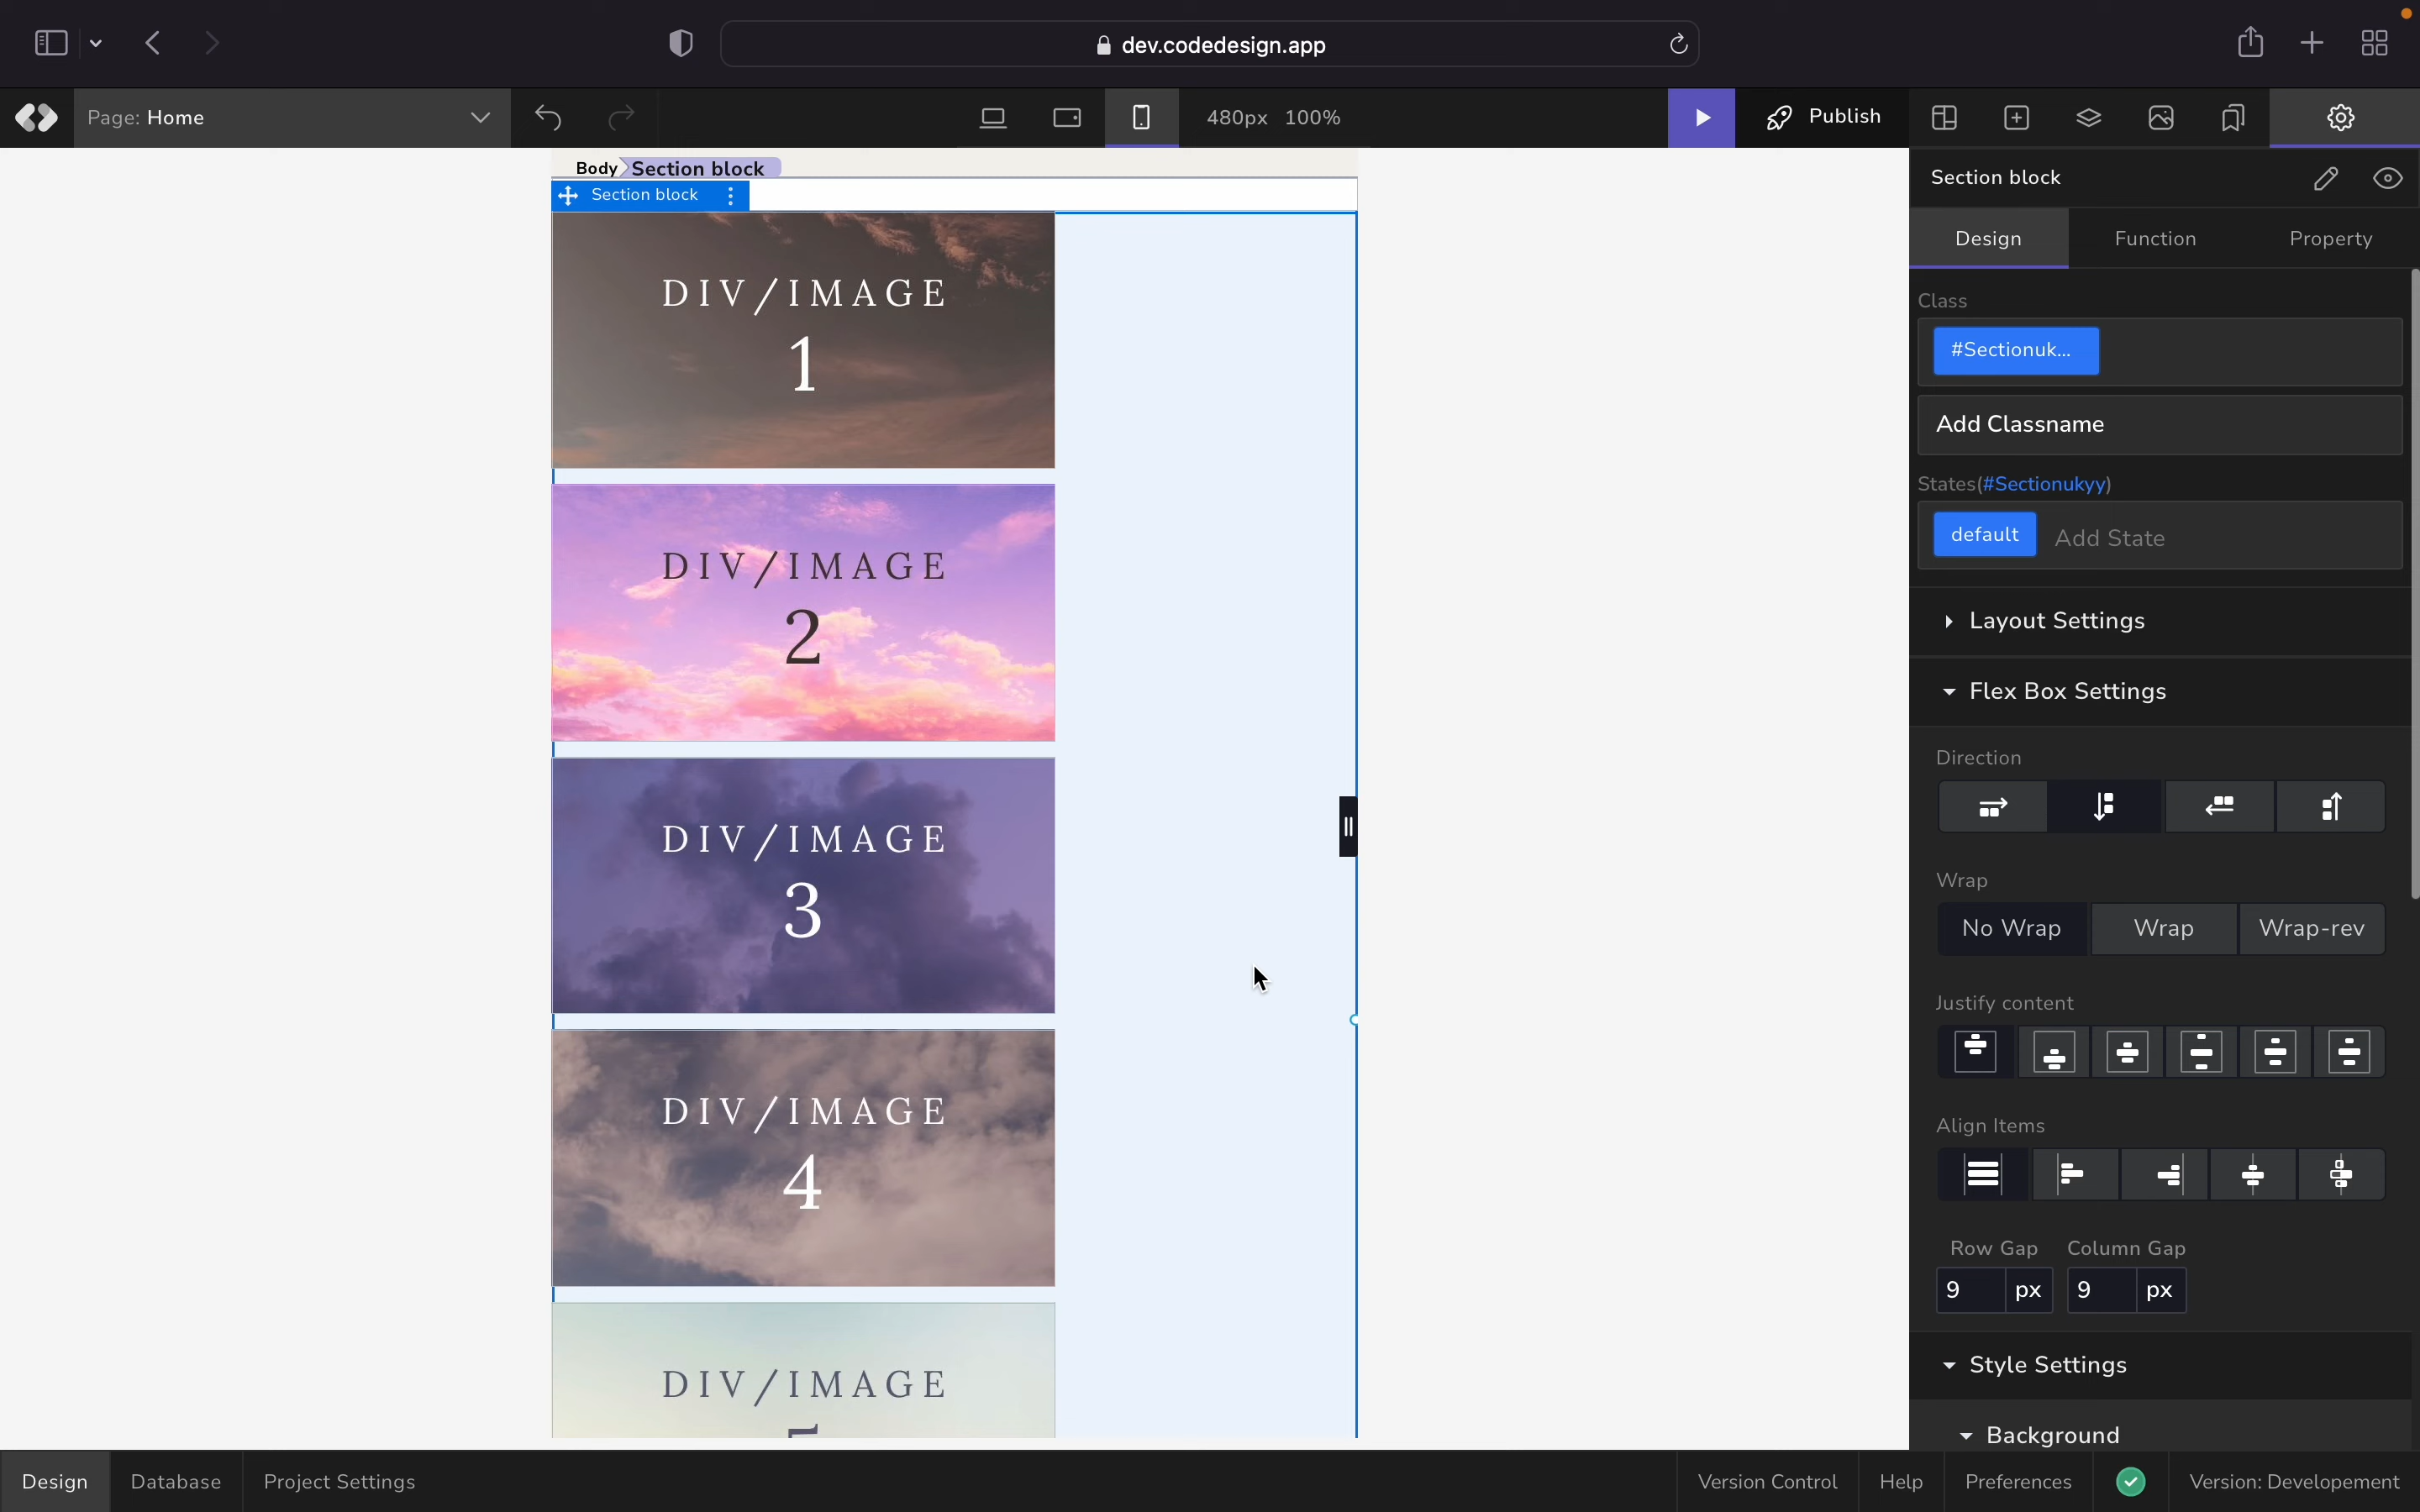 dev.codedesign.app
Page: Home
480px 100%
Publish
Body
Section block
Section block
DIV/IMAGE
1
DIV/IMAGE
2
DIV/IMAGE
3
DIV/IMAGE
4
DIV/IMAGE
5
Section block
Design
Function
Property
Class
#Sectionuk...
Add Classname
States(#Sectionukyy)
default
Add State
Layout Settings
Flex Box Settings
Direction
Wrap
No Wrap
Wrap
Wrap-rev
Justify content
Align Items
Row Gap
Column Gap
9 px
9 px
Style Settings
Background
Design
Database
Project Settings
Version Control
Help
Preferences
Version: Developement